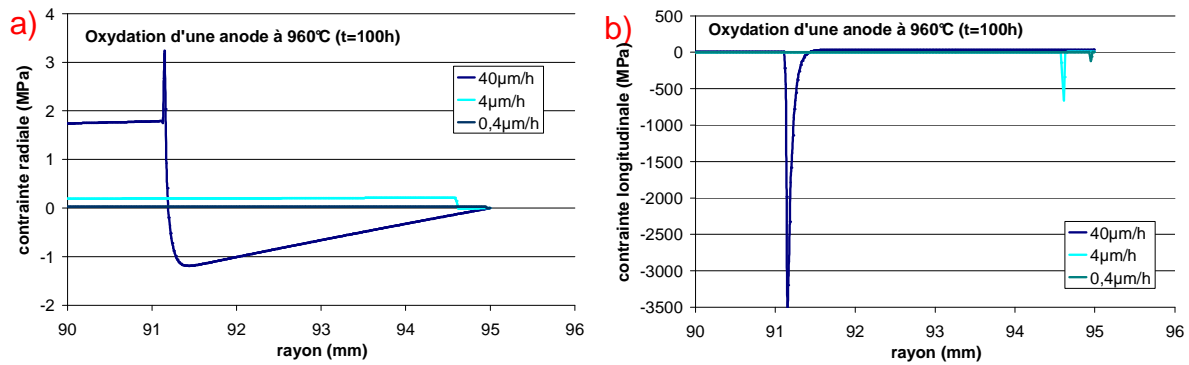 a)
Oxydation d'une anode à 960°C (t=100h)
contrainte radiale (MPa)
4
3
2
1
0
-1
-2
40µm/h
4µm/h
0,4µm/h
90
91
92
93
94
95
96
rayon (mm)
b)
Oxydation d'une anode à 960°C (t=100h)
contrainte longitudinale (MPa)
500
0
-500
-1000
-1500
-2000
-2500
-3000
-3500
40µm/h
4µm/h
0,4µm/h
90
91
92
93
94
95
96
rayon (mm)